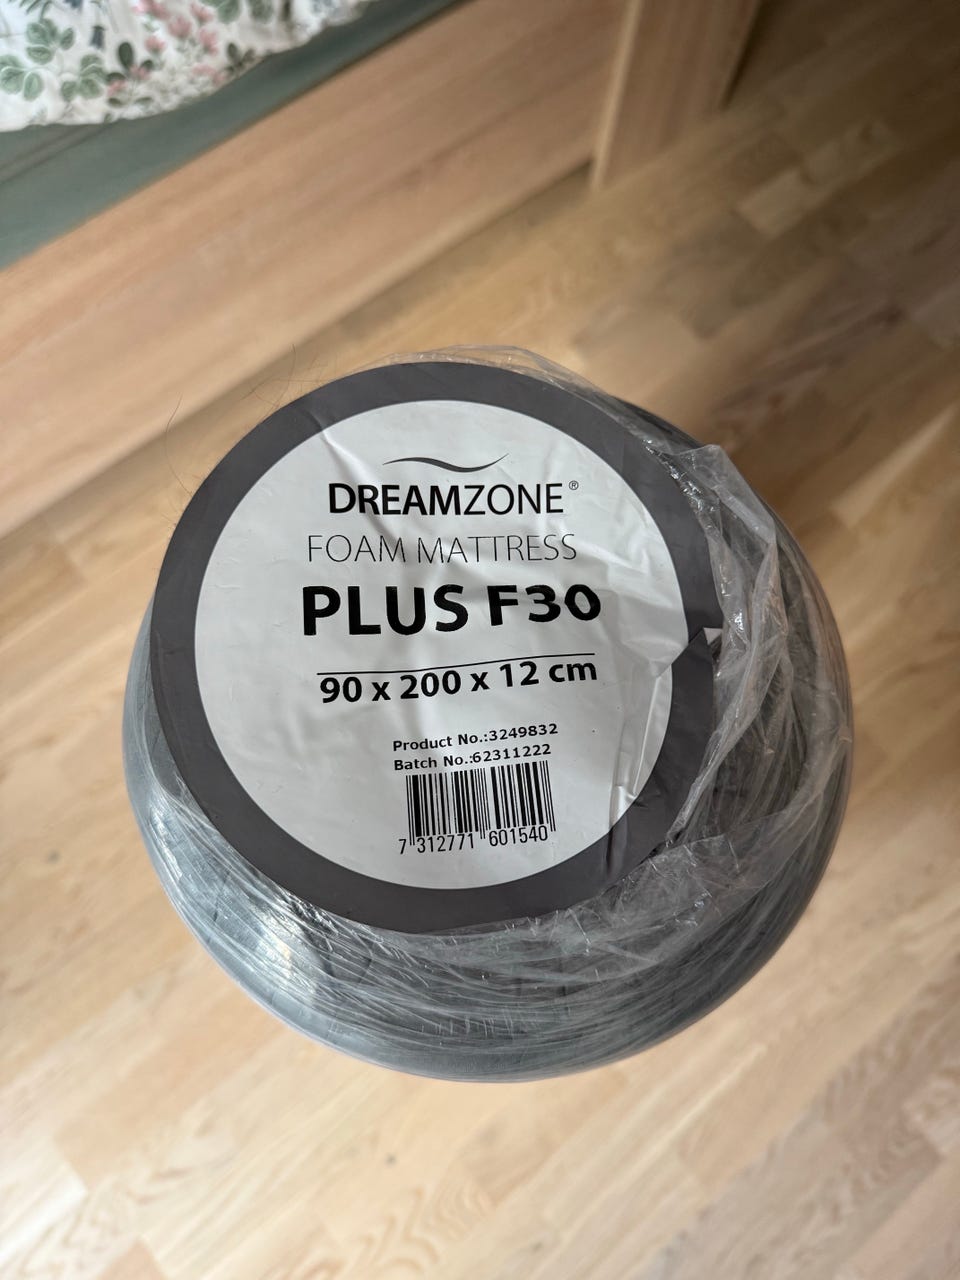 DREAMZONE®
FOAM MATTRESS
PLUS F30
90 x 200 x 12 cm
Product No.:3249832
Batch No.:62311222
7 312771 601540